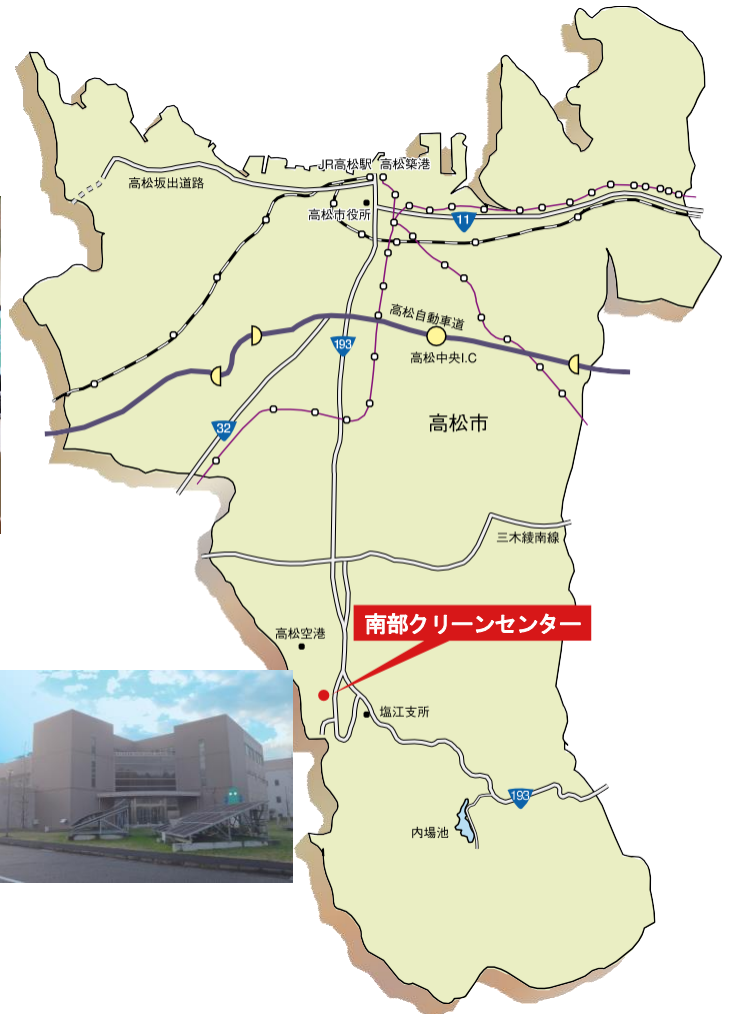 JR高松駅
高松築港
高松坂出道路
高松市役所
11
高松自動車道
193
高松中央I.C
32
高松市
三木綾南線
南部クリーンセンター
高松空港
塩江支所
193
内場池